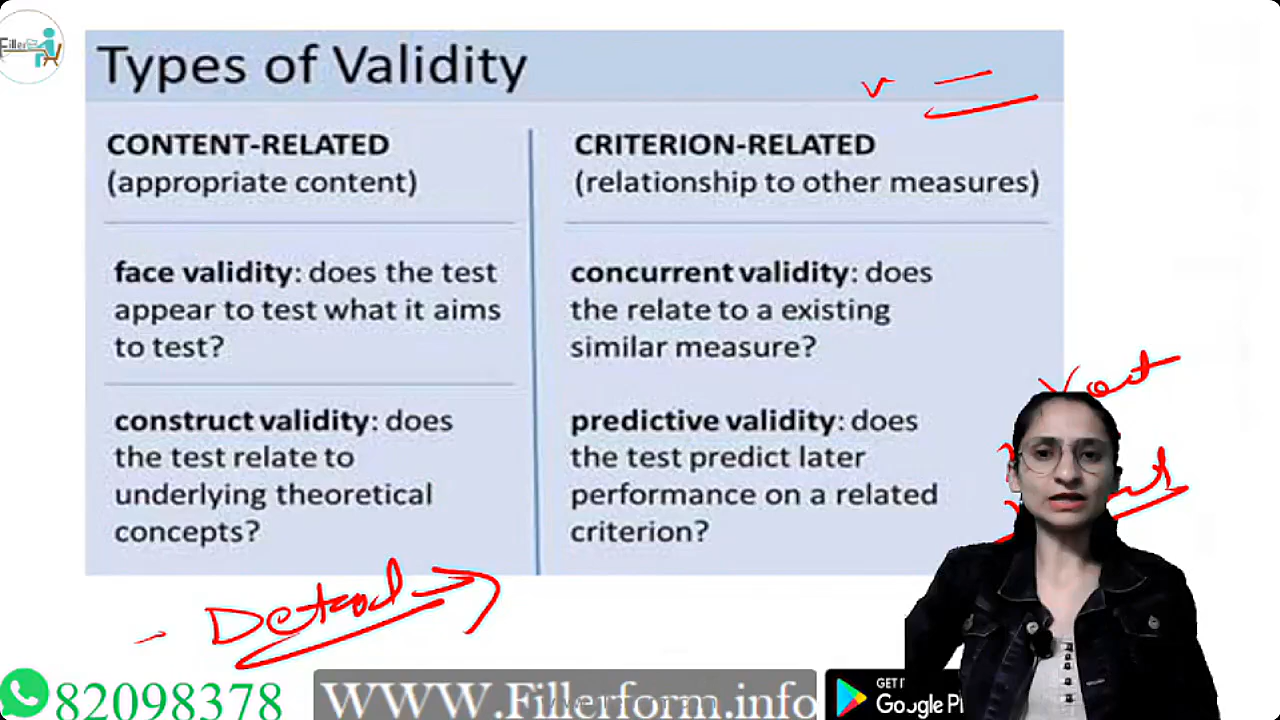 Filler
Types of Validity
v
CONTENT-RELATED
(appropriate content)
face validity: does the test
appear to test what it aims
to test?
construct validity: does
the test relate to
underlying theoretical
concepts?
CRITERION-RELATED
(relationship to other measures)
concurrent validity: does
the relate to a existing
similar measure?
predictive validity: does
the test predict later
performance on a related
criterion?
82098378
WWW.Fillerform.info
GET I
Google Pl